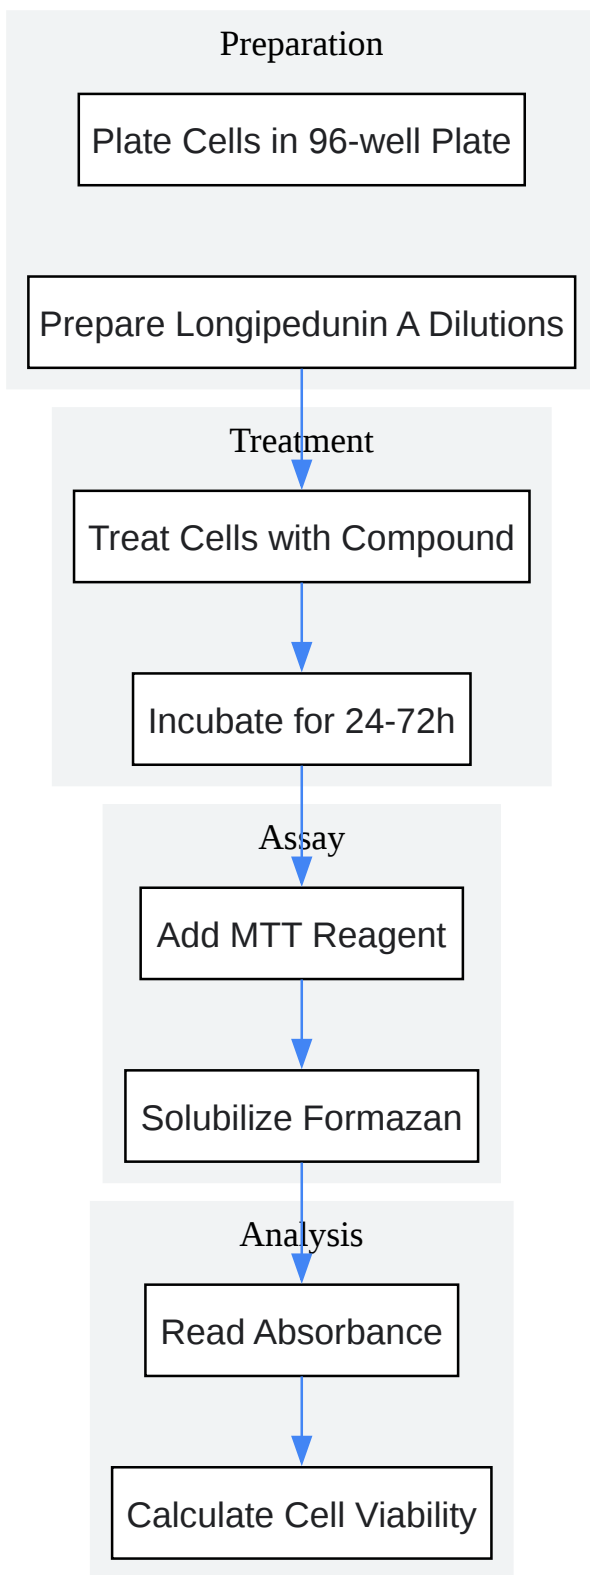 Preparation
Plate Cells in 96-well Plate
Prepare Longipedunin A Dilutions
Treatment
Treat Cells with Compound
Incubate for 24-72h
Assay
Add MTT Reagent
Solubilize Formazan
Analysis
Read Absorbance
Calculate Cell Viability